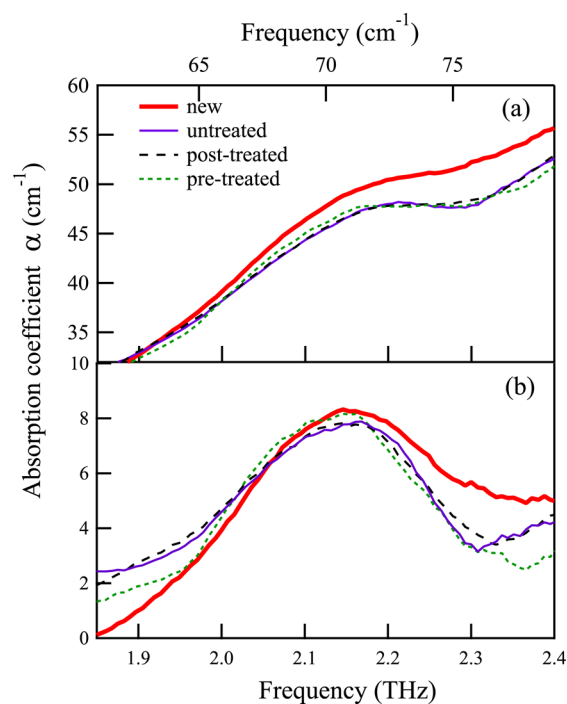 Frequency (cm⁻¹)
65 70 75
60
(a)
new
55
untreated
post-treated
50
pre-treated
45
40
35
Absorption coefficient α (cm⁻¹)
10
(b)
8
6
4
2
0
1.9 2.0 2.1 2.2 2.3 2.4
Frequency (THz)